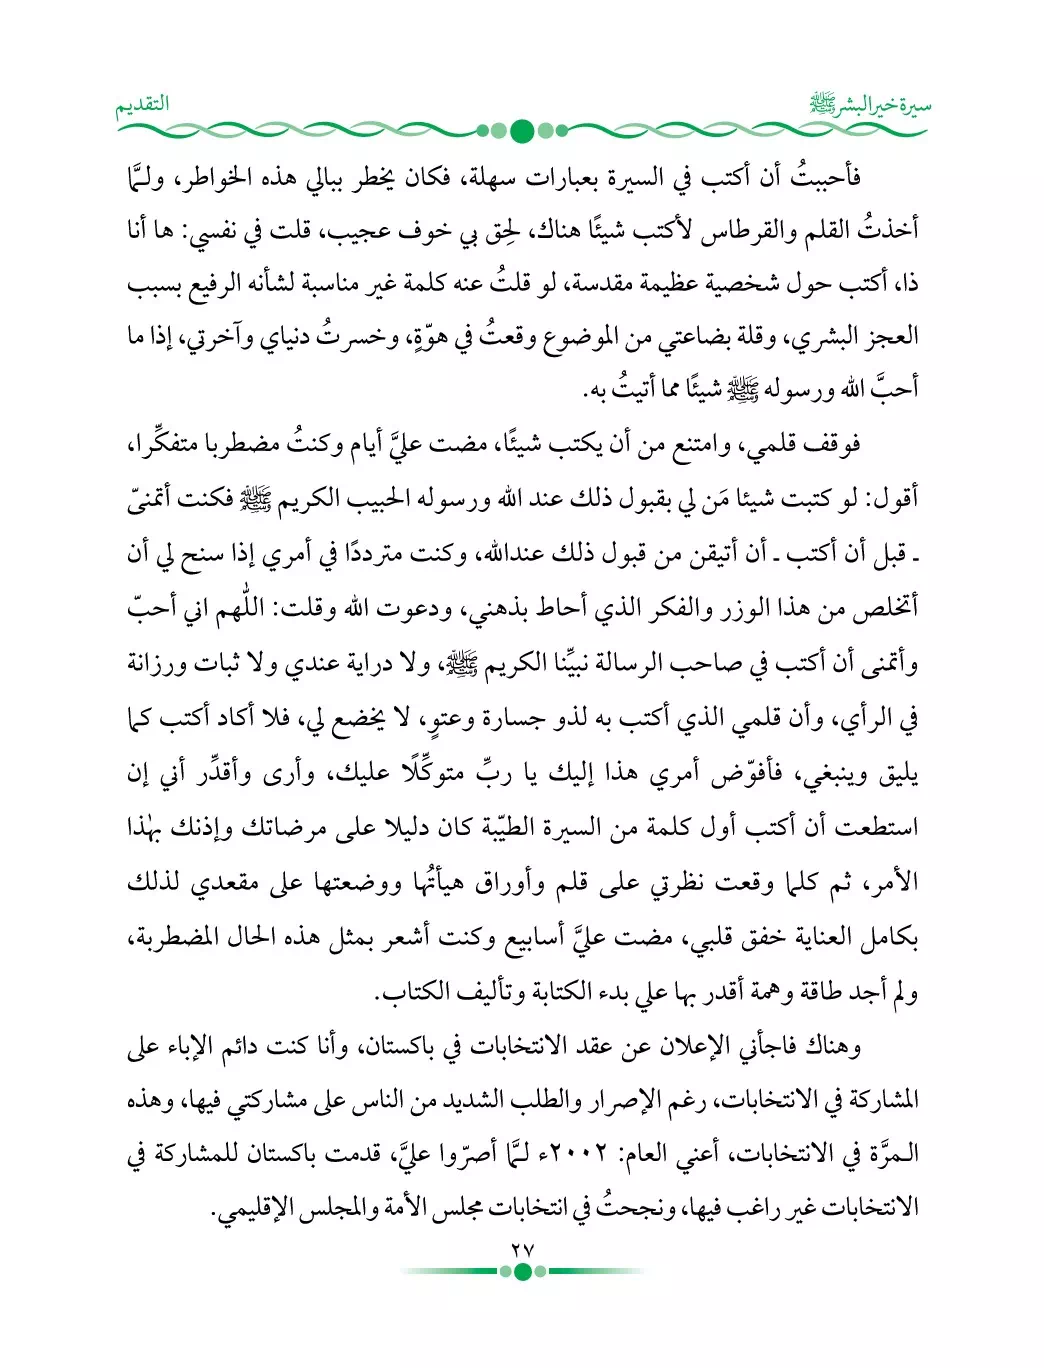 سيرة خير البشر ﷺ
التقديم
فأحببتُ أن أكتب في السيرة بعبارات سهلة، فكان يخطر ببالي هذه الخواطر، ولـمَّا
أخذتُ القلم والقرطاس لأكتب شيئًا هناك، لحِق بي خوف عجيب، قلت في نفسي: ها أنا
ذا، أكتب حول شخصية عظيمة مقدسة، لو قلتُ عنه كلمة غير مناسبة لشأنه الرفيع بسبب
العجز البشري، وقلة بضاعتي من الموضوع وقعتُ في هوّةٍ، وخسرتُ دنياي وآخرتي، إذا ما
أحبَّ الله ورسوله ﷺ شيئًا مما أتيتُ به.
فوقف قلمي، وامتنع من أن يكتب شيئًا، مضت عليَّ أيام وكنتُ مضطربا متفكِّرا،
أقول: لو كتبت شيئا مَن لي بقبول ذلك عند الله ورسوله الحبيب الكريم ﷺ فكنت أتمنىّ
ـ قبل أن أكتب ـ أن أتيقن من قبول ذلك عندالله، وكنت مترددًا في أمري إذا سنح لي أن
أتخلص من هذا الوزر والفكر الذي أحاط بذهني، ودعوت الله وقلت: اللّٰهم اني أحبّ
وأتمنى أن أكتب في صاحب الرسالة نبيِّنا الكريم ﷺ، ولا دراية عندي ولا ثبات ورزانة
في الرأي، وأن قلمي الذي أكتب به لذو جسارة وعتوٍ، لا يخضع لي، فلا أكاد أكتب كما
يليق وينبغي، فأفوّض أمري هذا إليك يا ربِّ متوكِّلًا عليك، وأرى وأقدِّر أني إن
استطعت أن أكتب أول كلمة من السيرة الطيّبة كان دليلا على مرضاتك وإذنك بهٰذا
الأمر، ثم كلما وقعت نظرتي على قلم وأوراق هيأتُها ووضعتها على مقعدي لذلك
بكامل العناية خفق قلبي، مضت عليَّ أسابيع وكنت أشعر بمثل هذه الحال المضطربة،
ولم أجد طاقة وهمة أقدر بها علي بدء الكتابة وتأليف الكتاب.
وهناك فاجأني الإعلان عن عقد الانتخابات في باكستان، وأنا كنت دائم الإباء على
المشاركة في الانتخابات، رغم الإصرار والطلب الشديد من الناس على مشاركتي فيها، وهذه
الـمرَّة في الانتخابات، أعني العام: ٢٠٠٢ء لـمَّا أصرّوا عليَّ، قدمت باكستان للمشاركة في
الانتخابات غير راغب فيها، ونجحتُ في انتخابات مجلس الأمة والمجلس الإقليمي.
٢٧